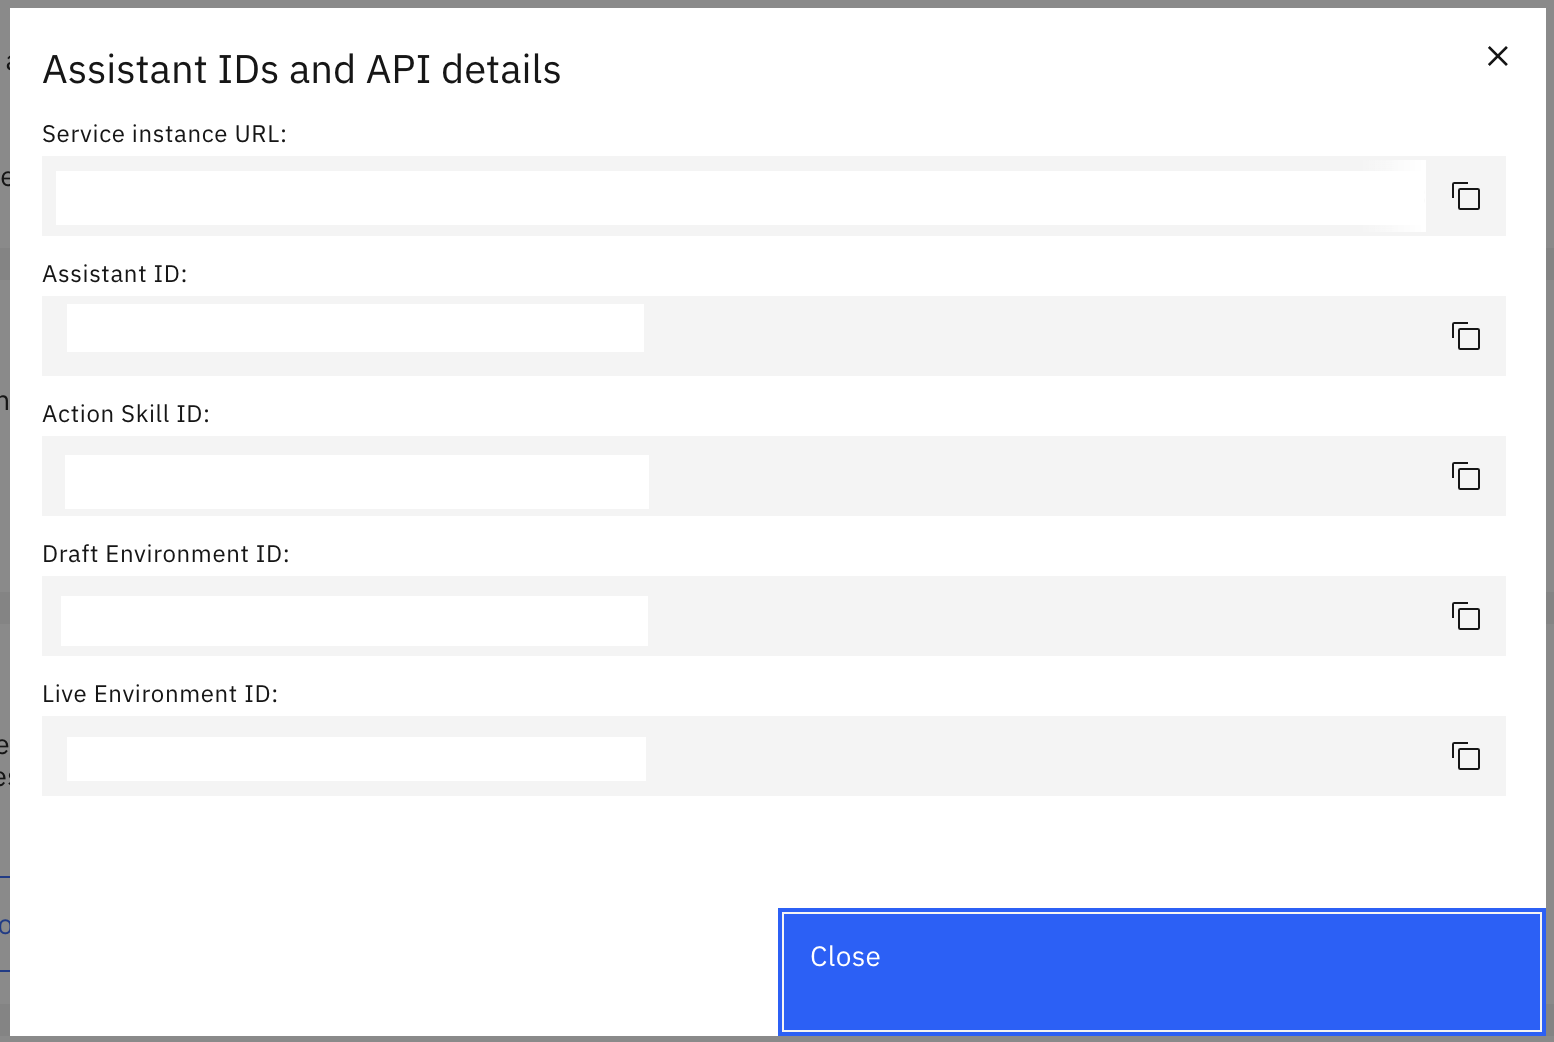 Assistant IDs and API details
Service instance URL:
Assistant ID:
Action Skill ID:
Draft Environment ID:
Live Environment ID:
Close